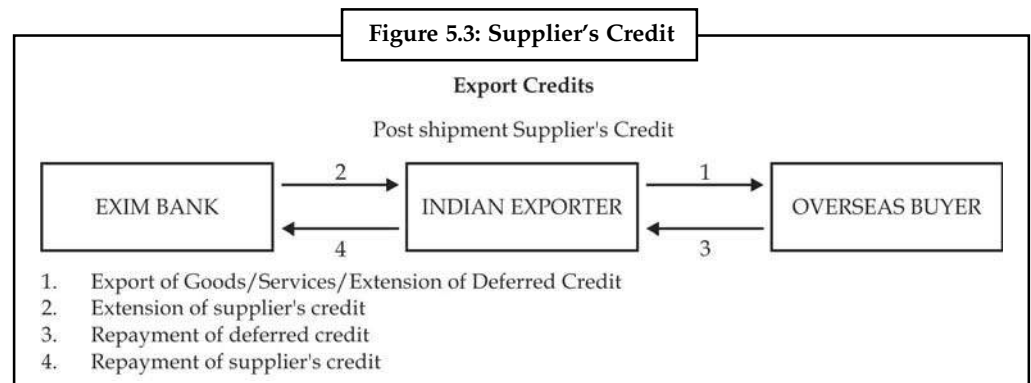 Figure 5.3: Supplier's Credit
Export Credits
Post shipment Supplier's Credit
EXIM BANK
2
4
INDIAN EXPORTER
1
3
OVERSEAS BUYER
1. Export of Goods/Services/Extension of Deferred Credit
2. Extension of supplier's credit
3. Repayment of deferred credit
4. Repayment of supplier's credit